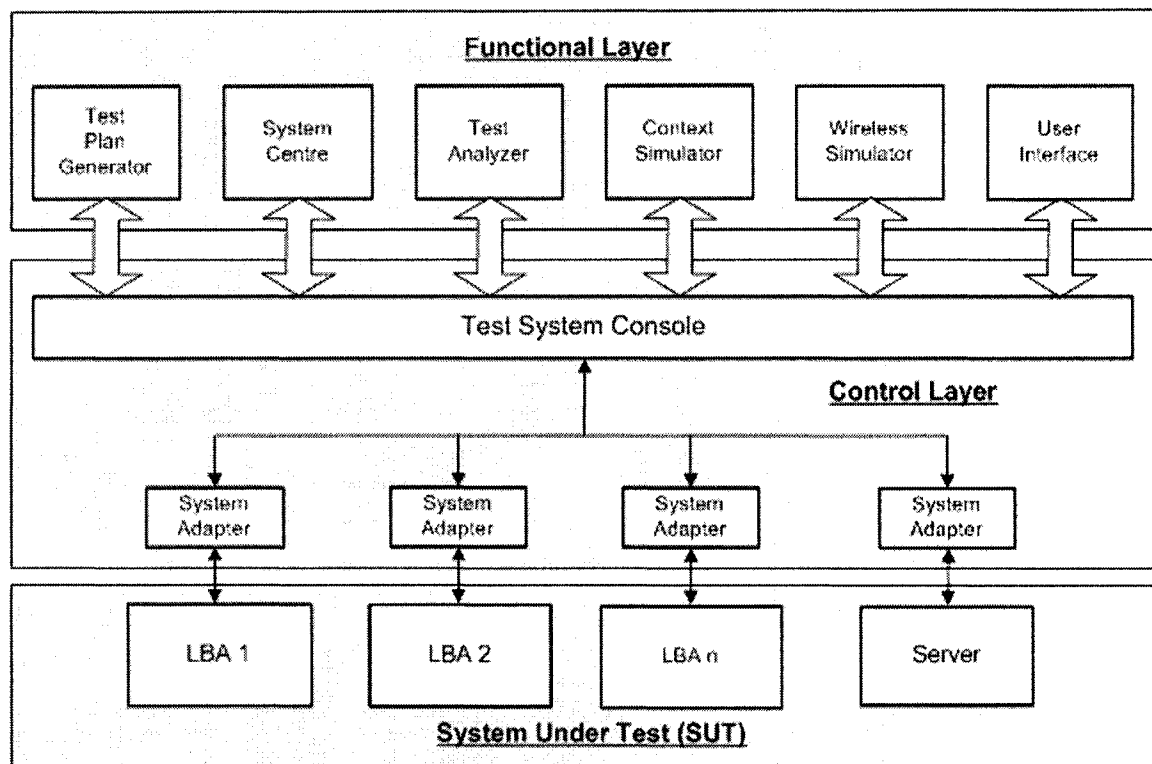 Functional Layer
Test
Plan
Generator
System
Centre
Test
Analyzer
Context
Simulator
Wireless
Simulator
User
Interface
Test System Console
Control Layer
System
Adapter
System
Adapter
System
Adapter
System
Adapter
LBA 1
LBA 2
LBA n
Server
System Under Test (SUT)